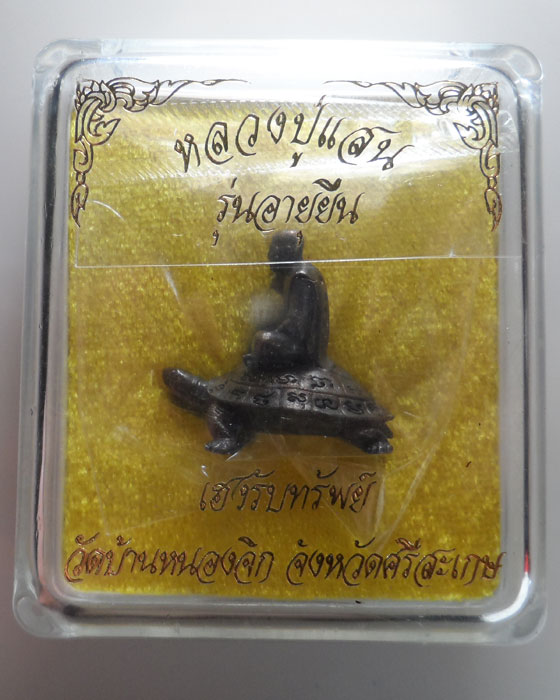 หลวงปู่แสน
รุ่นอายุยืน
เฮงรับทรัพย์
วัดบ้านหนองจิก จังหวัดศรีสะเกษ